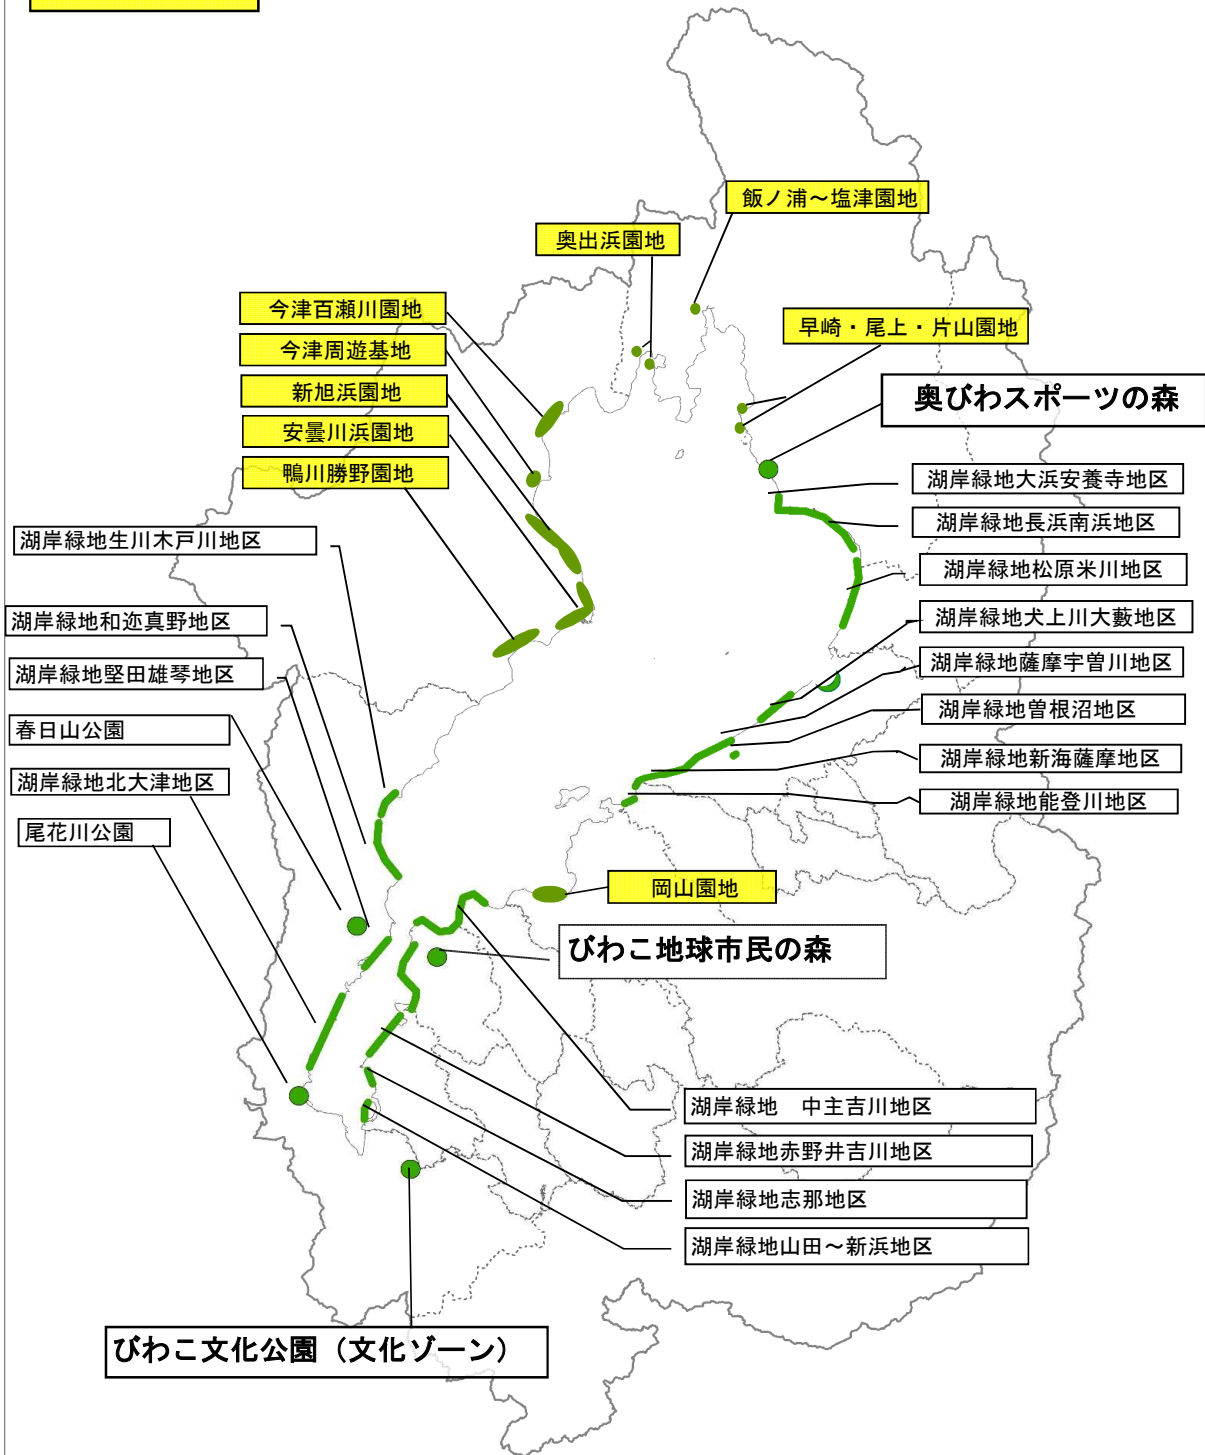 飯ノ浦～塩津園地
奥出浜園地
今津百瀬川園地
早崎・尾上・片山園地
今津周遊基地
新旭浜園地
奥びわスポーツの森
安曇川浜園地
鴨川勝野園地
湖岸緑地大浜安養寺地区
湖岸緑地長浜南浜地区
湖岸緑地生川木戸川地区
湖岸緑地松原米川地区
湖岸緑地和迩真野地区
湖岸緑地犬上川大藪地区
湖岸緑地堅田雄琴地区
湖岸緑地薩摩宇曽川地区
湖岸緑地曽根沼地区
春日山公園
湖岸緑地新海薩摩地区
湖岸緑地北大津地区
湖岸緑地能登川地区
尾花川公園
岡山園地
びわこ地球市民の森
湖岸緑地　中主吉川地区
湖岸緑地赤野井吉川地区
湖岸緑地志那地区
湖岸緑地山田～新浜地区
びわこ文化公園（文化ゾーン）